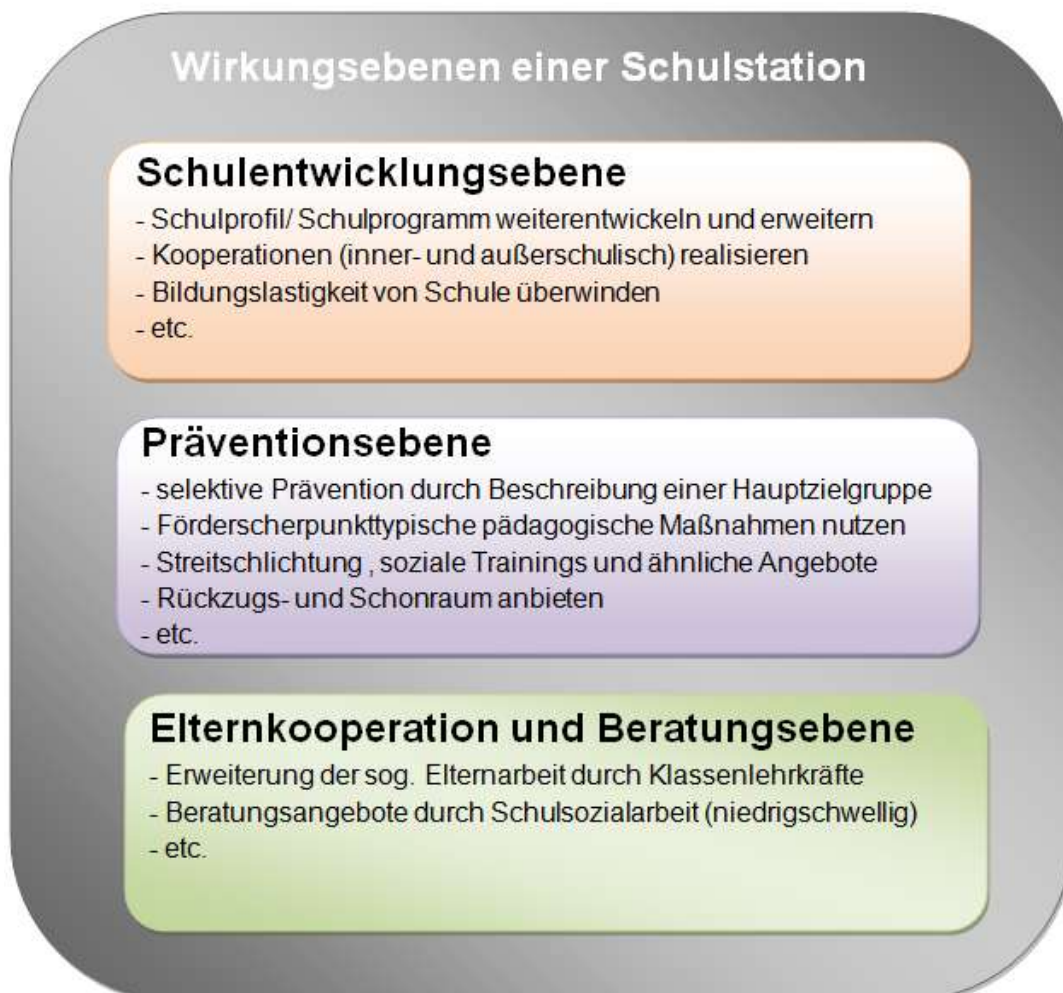 Wirkungsebenen einer Schulstation
Schulentwicklungsebene
- Schulprofil/ Schulprogramm weiterentwickeln und erweitern
- Kooperationen (inner- und außerschulisch) realisieren
- Bildungslastigkeit von Schule überwinden
- etc.
Präventionsebene
- selektive Prävention durch Beschreibung einer Hauptzielgruppe
- Förderscherpunkttypische pädagogische Maßnahmen nutzen
- Streitschlichtung , soziale Trainings und ähnliche Angebote
- Rückzugs- und Schonraum anbieten
- etc.
Elternkooperation und Beratungsebene
- Erweiterung der sog. Elternarbeit durch Klassenlehrkräfte
- Beratungsangebote durch Schulsozialarbeit (niedrigschwellig)
- etc.